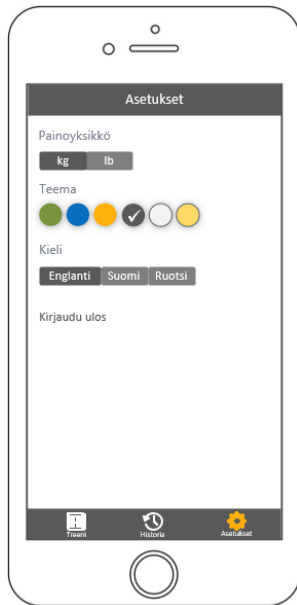 Asetukset
Painoyksikkö
kg lb
Teema
Kieli
Englanti Suomi Ruotsi
Kirjaudu ulos
Treeni Historia Asetukset